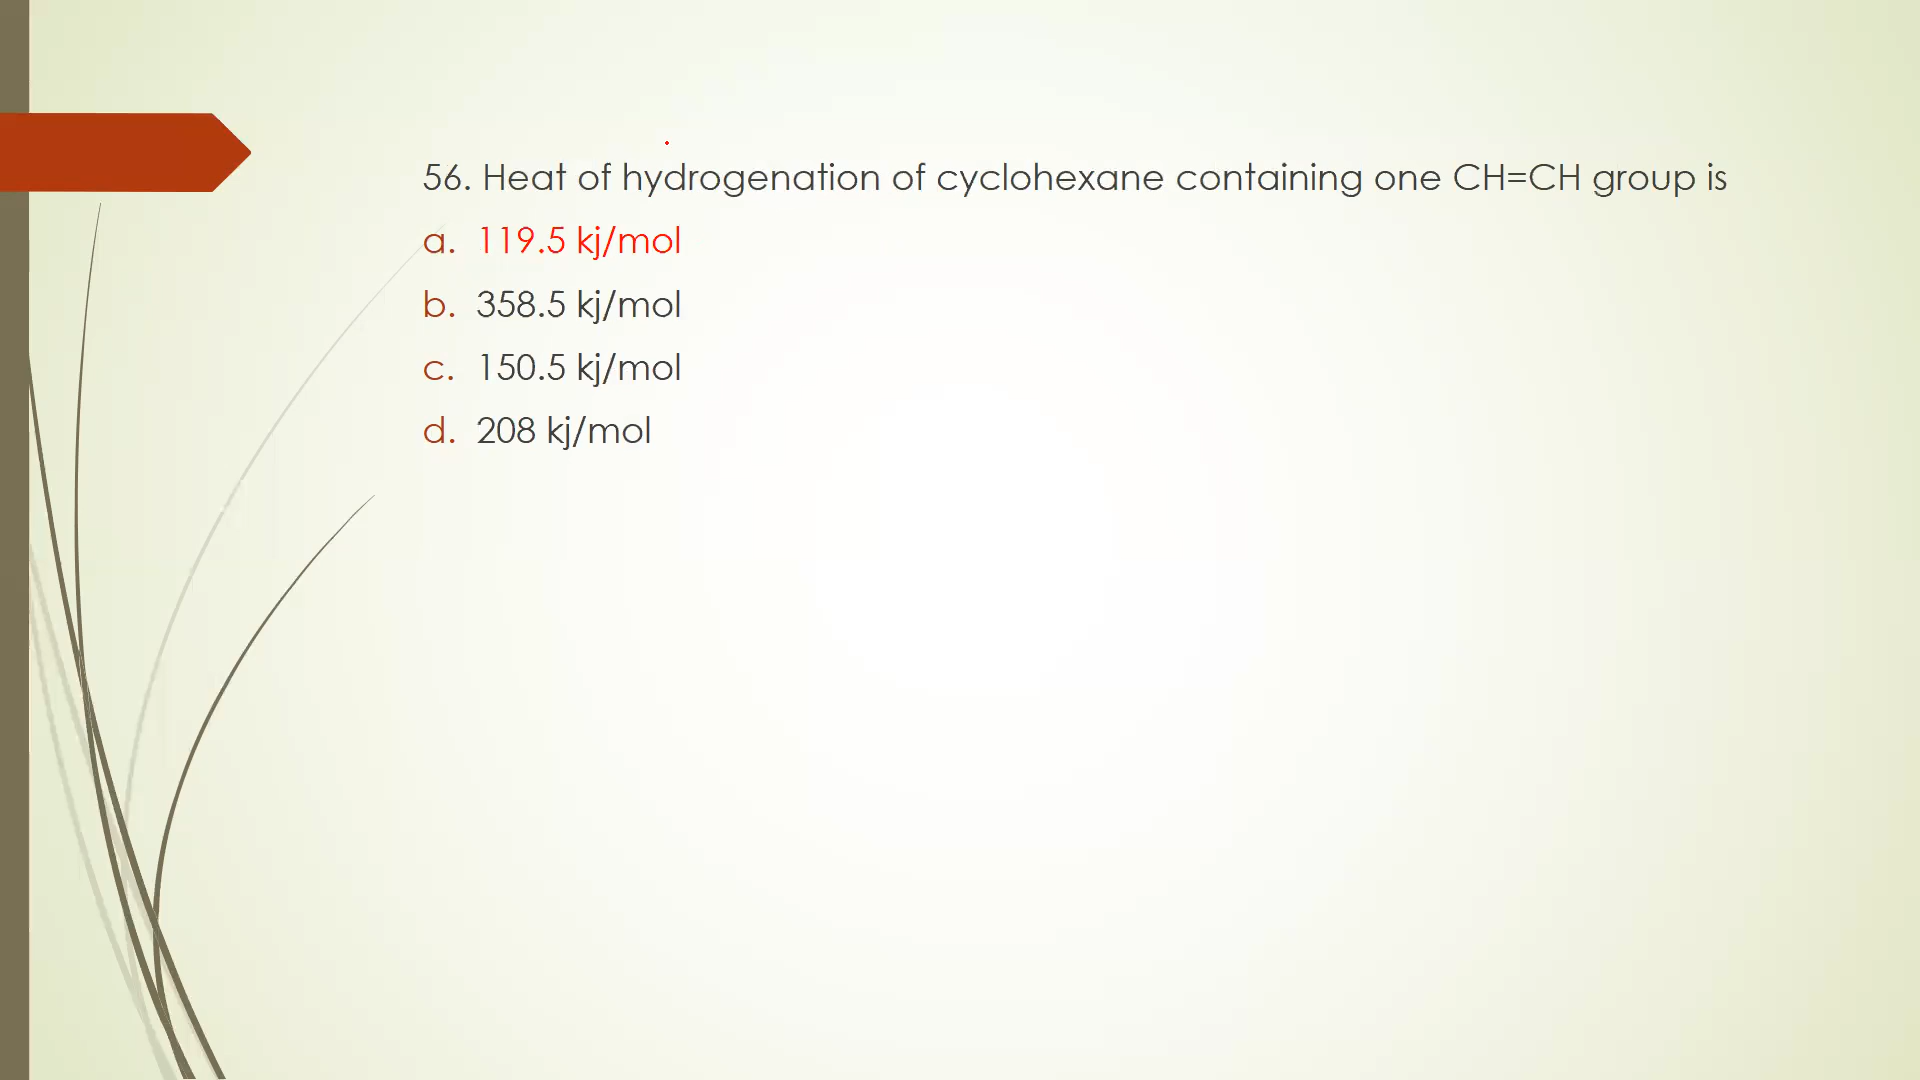 56. Heat of hydrogenation of cyclohexane containing one CH=CH group is
a. 119.5 kj/mol
b. 358.5 kj/mol
c. 150.5 kj/mol
d. 208 kj/mol